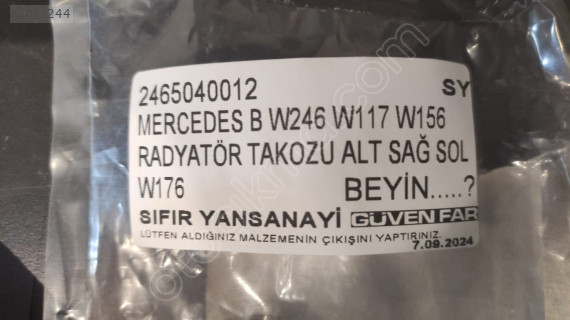 244
2465040012 SY
MERCEDES B W246 W117 W156
RADYATÖR TAKOZU ALT SAĞ SOL
W176 BEYİN.....?
SIFIR YANSANAYİ GÜVEN FAR
LÜTFEN ALDIĞINIZ MALZEMENİN ÇIKIŞINI YAPTIRINIZ.
7.09.2024